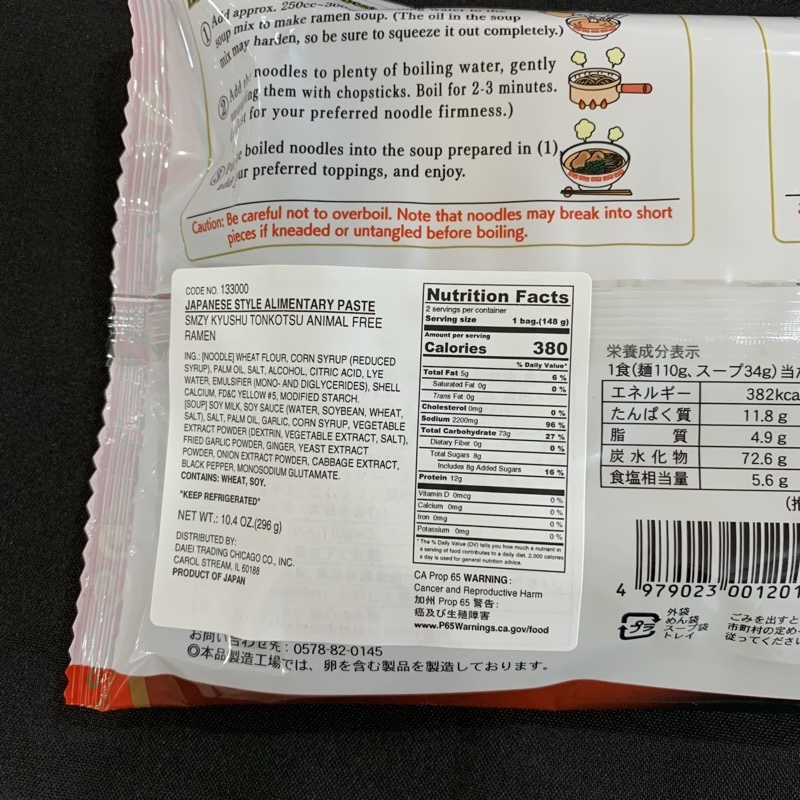 ① Add approx. 250cc
soup mix to make ramen soup. (The oil in the soup
mix may harden, so be sure to squeeze it out completely.)
② Add noodles to plenty of boiling water, gently
them with chopsticks. Boil for 2-3 minutes.
for your preferred noodle firmness.)
③ boiled noodles into the soup prepared in (1),
preferred toppings, and enjoy.
Caution: Be careful not to overboil. Note that noodles may break into short
pieces if kneaded or untangled before boiling.
CODE NO. 133000
JAPANESE STYLE ALIMENTARY PASTE
SMZY KYUSHU TONKOTSU ANIMAL FREE
RAMEN
ING.: [NOODLE] WHEAT FLOUR, CORN SYRUP (REDUCED
SYRUP), PALM OIL, SALT, ALCOHOL, CITRIC ACID, LYE
WATER, EMULSIFIER (MONO- AND DIGLYCERIDES), SHELL
CALCIUM, FD&C YELLOW #5, MODIFIED STARCH.
[SOUP] SOY MILK, SOY SAUCE (WATER, SOYBEAN, WHEAT,
SALT), SALT, PALM OIL, GARLIC, CORN SYRUP, VEGETABLE
EXTRACT POWDER (DEXTRIN, VEGETABLE EXTRACT, SALT),
FRIED GARLIC POWDER, GINGER, YEAST EXTRACT
POWDER, ONION EXTRACT POWDER, CABBAGE EXTRACT,
BLACK PEPPER, MONOSODIUM GLUTAMATE.
CONTAINS: WHEAT, SOY.
"KEEP REFRIGERATED"
NET WT.: 10.4 OZ.(296 g)
DISTRIBUTED BY:
DAIEI TRADING CHICAGO CO., INC.
CAROL STREAM, IL 60188
PRODUCT OF JAPAN
Nutrition Facts
2 servings per container
Serving size 1 bag.(148 g)
Amount per serving
Calories 380
% Daily Value*
Total Fat 5g 6 %
Saturated Fat 0g 0 %
Trans Fat 0g
Cholesterol 0mg 0 %
Sodium 2200mg 96 %
Total Carbohydrate 73g 27 %
Dietary Fiber 0g 0 %
Total Sugars 8g
Includes 8g Added Sugars 16 %
Protein 12g
Vitamin D 0mcg 0 %
Calcium 0mg 0 %
Iron 0mg 0 %
Potassium 0mg 0 %
* The % Daily Value (DV) tells you how much a nutrient in
a serving of food contributes to a daily diet. 2,000 calories
a day is used for general nutrition advice.
CA Prop 65 WARNING:
Cancer and Reproductive Harm
加州 Prop 65 警告:
癌及び生殖障害
www.P65Warnings.ca.gov/food
栄養成分表示
1食(麺110g、スープ34g)当
エネルギー 382kca
たんぱく質 11.8 g
脂質 4.9 g
炭水化物 72.6 g
食塩相当量 5.6 g
(推
4 979023 001201
プラ
外袋
めん袋
スープ袋
トレイ
ごみを出すと
市町村の定め
従ってくださ
お問い合わせ先：0578-82-0145
◎本品製造工場では、卵を含む製品を製造しております。